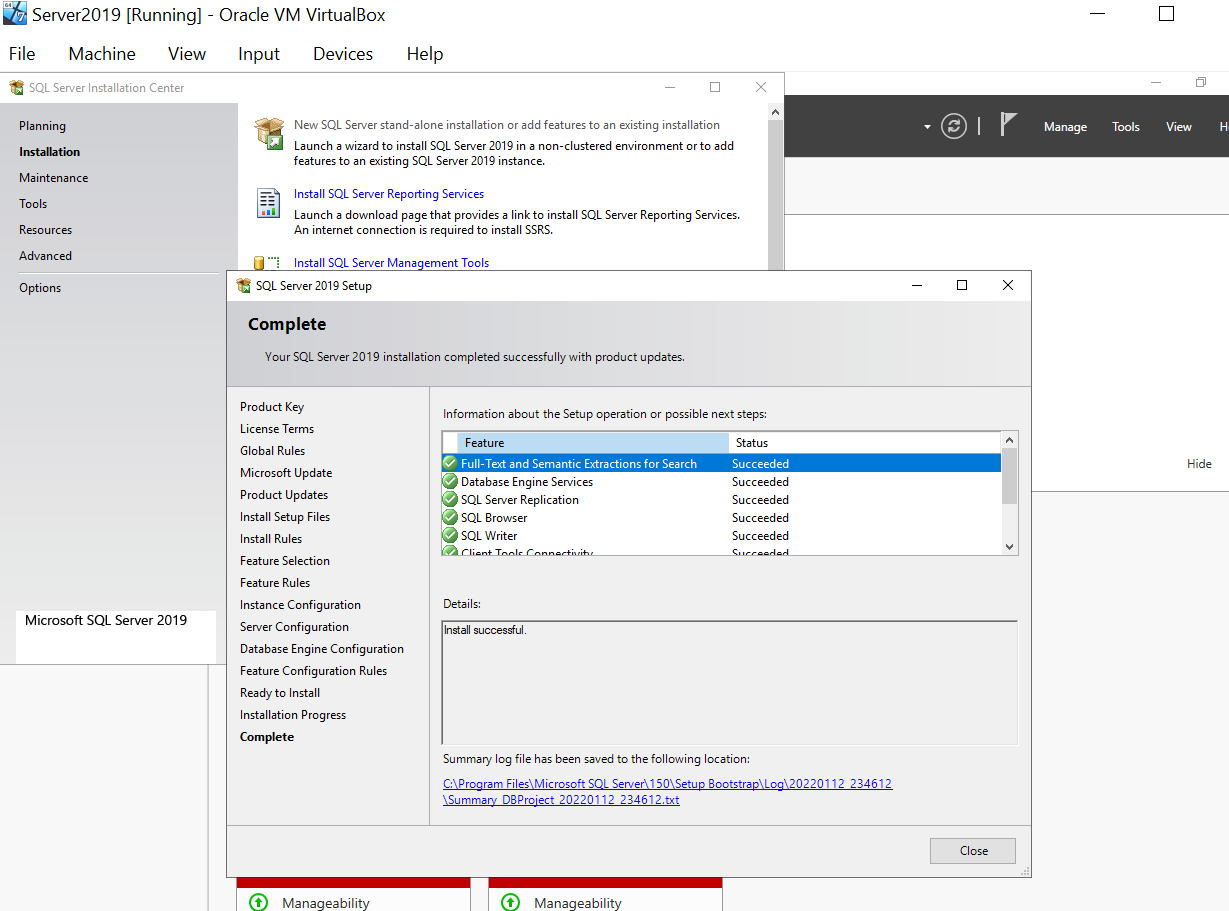 Server2019 [Running] - Oracle VM VirtualBox
File Machine View Input Devices Help
SQL Server Installation Center
Planning
Installation
Maintenance
Tools
Resources
Advanced
Options
Microsoft SQL Server 2019
New SQL Server stand-alone installation or add features to an existing installation
Launch a wizard to install SQL Server 2019 in a non-clustered environment or to add
features to an existing SQL Server 2019 instance.
Install SQL Server Reporting Services
Launch a download page that provides a link to install SQL Server Reporting Services.
An internet connection is required to install SSRS.
Install SQL Server Management Tools
Manage Tools View H
Hide
SQL Server 2019 Setup
Complete
Your SQL Server 2019 installation completed successfully with product updates.
Product Key
License Terms
Global Rules
Microsoft Update
Product Updates
Install Setup Files
Install Rules
Feature Selection
Feature Rules
Instance Configuration
Server Configuration
Database Engine Configuration
Feature Configuration Rules
Ready to Install
Installation Progress
Complete
Information about the Setup operation or possible next steps:
Feature Status
Full-Text and Semantic Extractions for Search Succeeded
Database Engine Services Succeeded
SQL Server Replication Succeeded
SQL Browser Succeeded
SQL Writer Succeeded
Client Tools Connectivity Succeeded
Details:
Install successful.
Summary log file has been saved to the following location:
C:\Program Files\Microsoft SQL Server\150\Setup Bootstrap\Log\20220112_234612
\Summary_DBProject_20220112_234612.txt
Close
Manageability Manageability